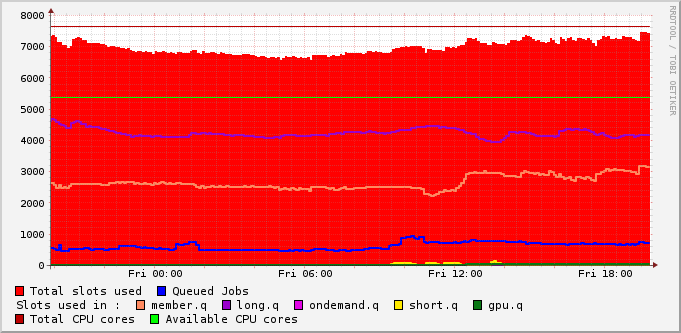 8000
7000
6000
5000
4000
3000
2000
1000
0
Fri 00:00 Fri 06:00 Fri 12:00 Fri 18:00
Total slots used Queued Jobs
Slots used in : member.q long.q ondemand.q short.q gpu.q
Total CPU cores Available CPU cores
RRDTOOL / TOBI OETIKER